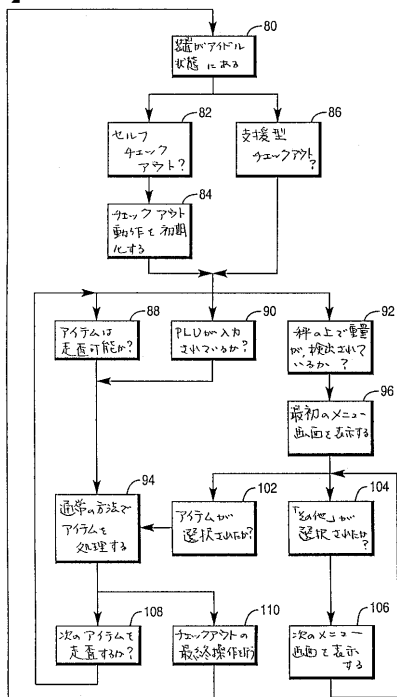 80
装置がアイドル
状態にある
82
セルフ
チェック
アウト?
86
支援型
チェックアウト?
84
チェックアウト
動作を初期
化する
88
アイテムは
走査可能か?
90
PLUが入力
されているか?
92
秤の上で重量
が検出されて
いるか?
96
最初のメニュー
画面を表示する
94
通常の方法で
アイテムを
処理する
102
アイテムが
選択されたか?
104
「その他」が
選択されたか?
108
次のアイテムを
走査するか?
110
チェックアウトの
最終操作を行う
106
次のメニュー
画面を表示
する